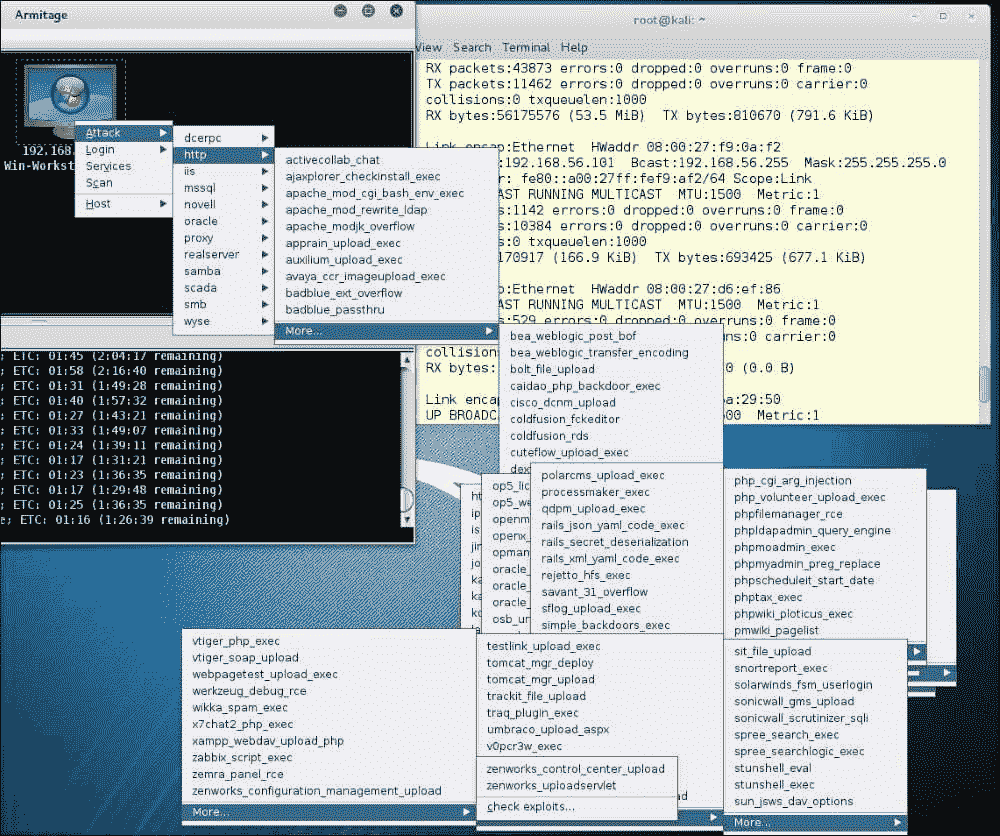 Armitage
192.168
Win-Workst
Attack
Login
Services
Scan
Host
dcerpc
http
iis
mssql
novell
oracle
proxy
realserver
samba
scada
smb
wyse
activecollab_chat
ajaxplorer_checkinstall_exec
apache_mod_cgi_bash_env_exec
apache_mod_rewrite_ldap
apache_modjk_overflow
apprain_upload_exec
auxilium_upload_exec
avaya_ccr_imageupload_exec
badblue_ext_overflow
badblue_passthru
More...
root@kali: ~
View Search Terminal Help
RX packets:43873 errors:0 dropped:0 overruns:0 frame:0
TX packets:11462 errors:0 dropped:0 overruns:0 carrier:0
collisions:0 txqueuelen:1000
RX bytes:56175576 (53.5 MiB) TX bytes:810670 (791.6 KiB)
Link encap:Ethernet HWaddr 08:00:27:f9:0a:f2
:192.168.56.101 Bcast:192.168.56.255 Mask:255.255.255.0
r: fe80::a00:27ff:fef9:af2/64 Scope:Link
AST RUNNING MULTICAST MTU:1500 Metric:1
s:1142 errors:0 dropped:0 overruns:0 frame:0
s:10384 errors:0 dropped:0 overruns:0 carrier:0
s:0 txqueuelen:1000
170917 (166.9 KiB) TX bytes:693425 (677.1 KiB)
p:Ethernet HWaddr 08:00:27:d6:ef:86
AST RUNNING MULTICAST MTU:1500 Metric:1
s:529 errors:0 dropped:0 overruns:0 frame:0
collisions
RX bytes:
0 (0.0 B)
Link encap
a:29:50
UP BROADCA
500 Metric:1
; ETC: 01:45 (2:04:17 remaining)
; ETC: 01:58 (2:16:40 remaining)
; ETC: 01:31 (1:49:28 remaining)
; ETC: 01:40 (1:57:32 remaining)
; ETC: 01:27 (1:43:21 remaining)
; ETC: 01:33 (1:49:07 remaining)
; ETC: 01:24 (1:39:11 remaining)
; ETC: 01:17 (1:31:21 remaining)
; ETC: 01:23 (1:36:35 remaining)
; ETC: 01:17 (1:29:48 remaining)
; ETC: 01:25 (1:36:35 remaining)
e; ETC: 01:16 (1:26:39 remaining)
bea_weblogic_post_bof
bea_weblogic_transfer_encoding
bolt_file_upload
caidao_php_backdoor_exec
cisco_dcnm_upload
coldfusion_fckeditor
coldfusion_rds
cuteflow_upload_exec
dex
op5_lic
op5_we
openm
openx_
opman
oracle_
oracle_
oracle_
osb_un
polarcms_upload_exec
processmaker_exec
qdpm_upload_exec
rails_json_yaml_code_exec
rails_secret_deserialization
rails_xml_yaml_code_exec
rejetto_hfs_exec
savant_31_overflow
sflog_upload_exec
simple_backdoors_exec
php_cgi_arg_injection
php_volunteer_upload_exec
phpfilemanager_rce
phpldapadmin_query_engine
phpmoadmin_exec
phpmyadmin_preg_replace
phpscheduleit_start_date
phptax_exec
phpwiki_ploticus_exec
pmwiki_pagelist
vtiger_php_exec
vtiger_soap_upload
webpagetest_upload_exec
werkzeug_debug_rce
wikka_spam_exec
x7chat2_php_exec
xampp_webdav_upload_php
zabbix_script_exec
zemra_panel_rce
zenworks_configuration_management_upload
More...
testlink_upload_exec
tomcat_mgr_deploy
tomcat_mgr_upload
trackit_file_upload
traq_plugin_exec
umbraco_upload_aspx
v0pcr3w_exec
zenworks_control_center_upload
zenworks_uploadservlet
check exploits...
ad
sit_file_upload
snortreport_exec
solarwinds_fsm_userlogin
sonicwall_gms_upload
sonicwall_scrutinizer_sqli
spree_search_exec
spree_searchlogic_exec
stunshell_eval
stunshell_exec
sun_jsws_dav_options
More...